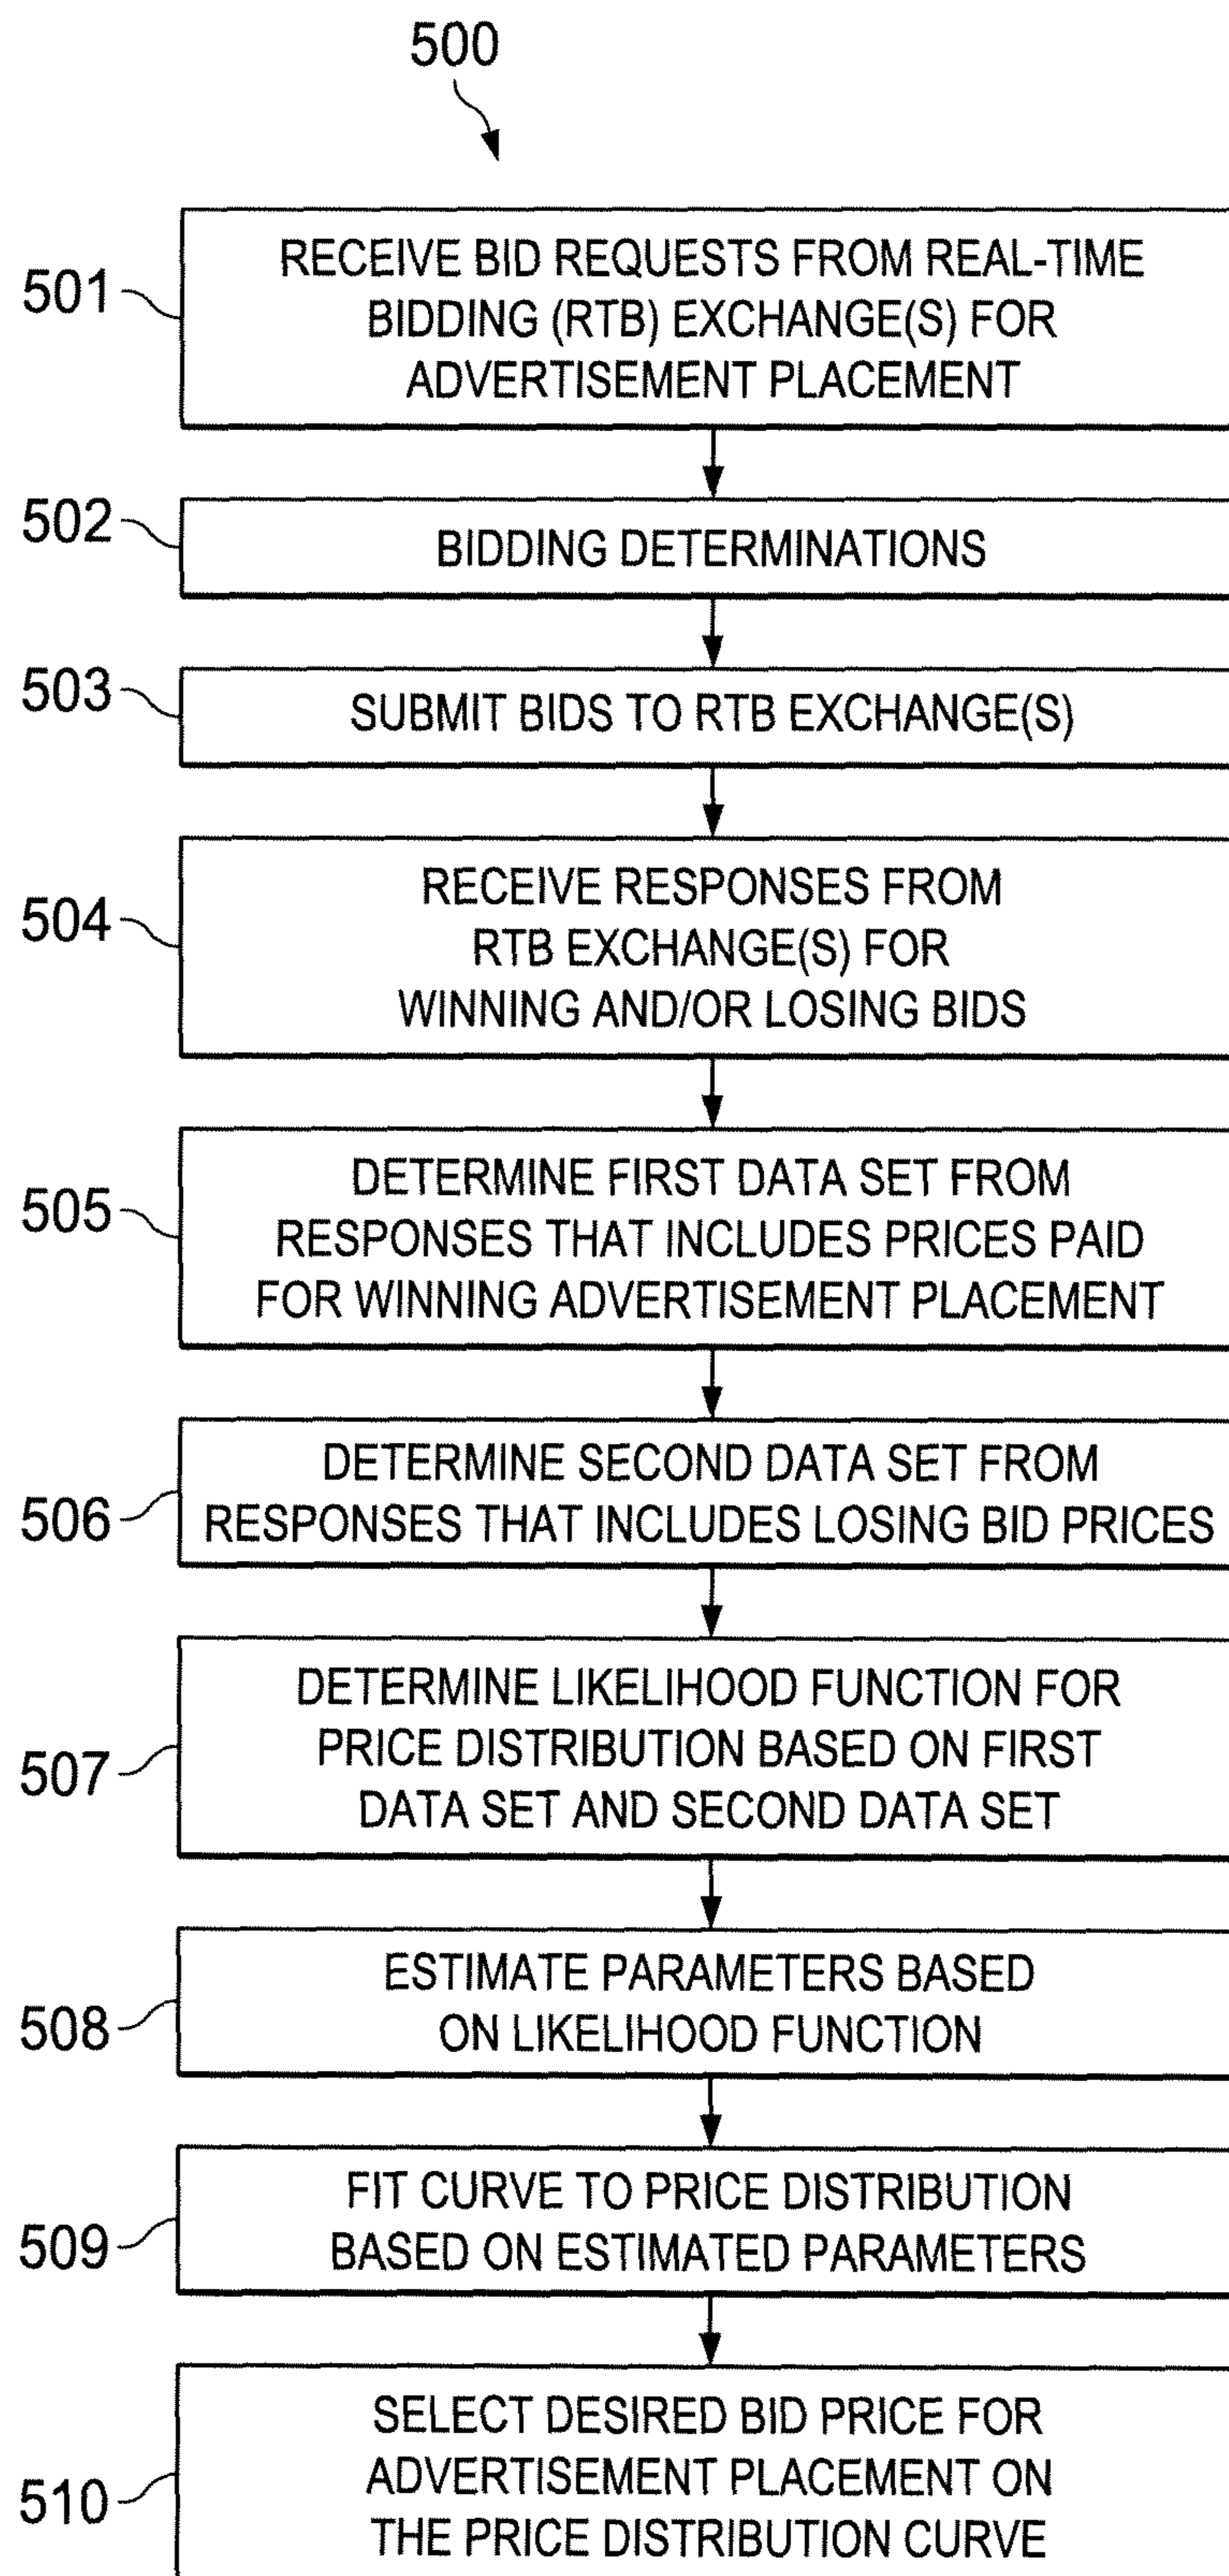 500
501
RECEIVE BID REQUESTS FROM REAL-TIME
BIDDING (RTB) EXCHANGE(S) FOR
ADVERTISEMENT PLACEMENT
502
BIDDING DETERMINATIONS
503
SUBMIT BIDS TO RTB EXCHANGE(S)
504
RECEIVE RESPONSES FROM
RTB EXCHANGE(S) FOR
WINNING AND/OR LOSING BIDS
505
DETERMINE FIRST DATA SET FROM
RESPONSES THAT INCLUDES PRICES PAID
FOR WINNING ADVERTISEMENT PLACEMENT
506
DETERMINE SECOND DATA SET FROM
RESPONSES THAT INCLUDES LOSING BID PRICES
507
DETERMINE LIKELIHOOD FUNCTION FOR
PRICE DISTRIBUTION BASED ON FIRST
DATA SET AND SECOND DATA SET
508
ESTIMATE PARAMETERS BASED
ON LIKELIHOOD FUNCTION
509
FIT CURVE TO PRICE DISTRIBUTION
BASED ON ESTIMATED PARAMETERS
510
SELECT DESIRED BID PRICE FOR
ADVERTISEMENT PLACEMENT ON
THE PRICE DISTRIBUTION CURVE